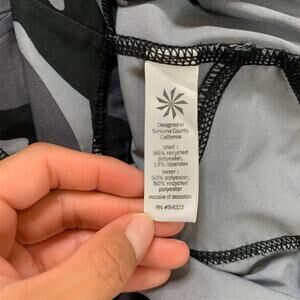 Designed in
Sonoma County,
California
shell :
86% recycled
polyester,
14% spandex
inner :
50% polyester,
50% recycled
polyester
exclusive of decoration
RN #54023